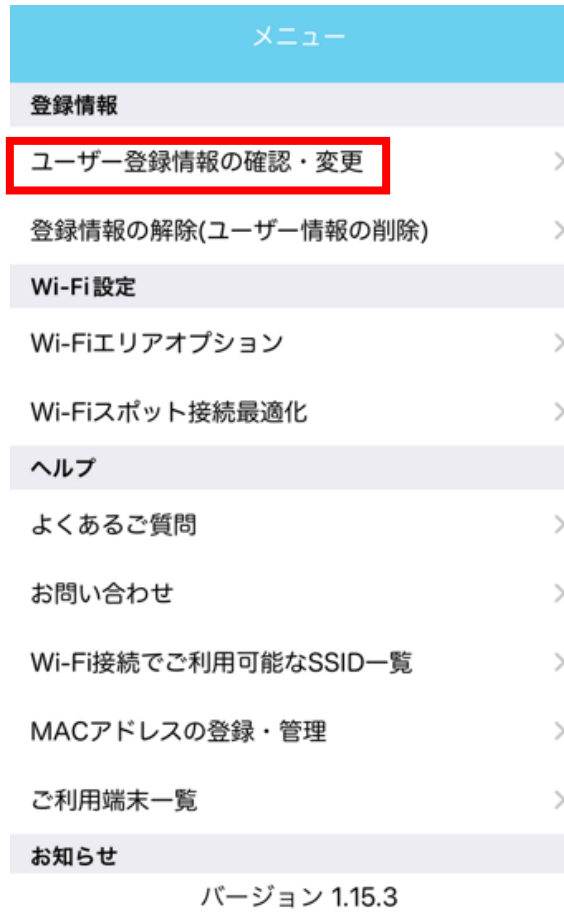 メニュー
登録情報
ユーザー登録情報の確認・変更
登録情報の解除(ユーザー情報の削除)
Wi-Fi設定
Wi-Fiエリアオプション
Wi-Fiスポット接続最適化
ヘルプ
よくあるご質問
お問い合わせ
Wi-Fi接続でご利用可能なSSID一覧
MACアドレスの登録・管理
ご利用端末一覧
お知らせ
バージョン 1.15.3